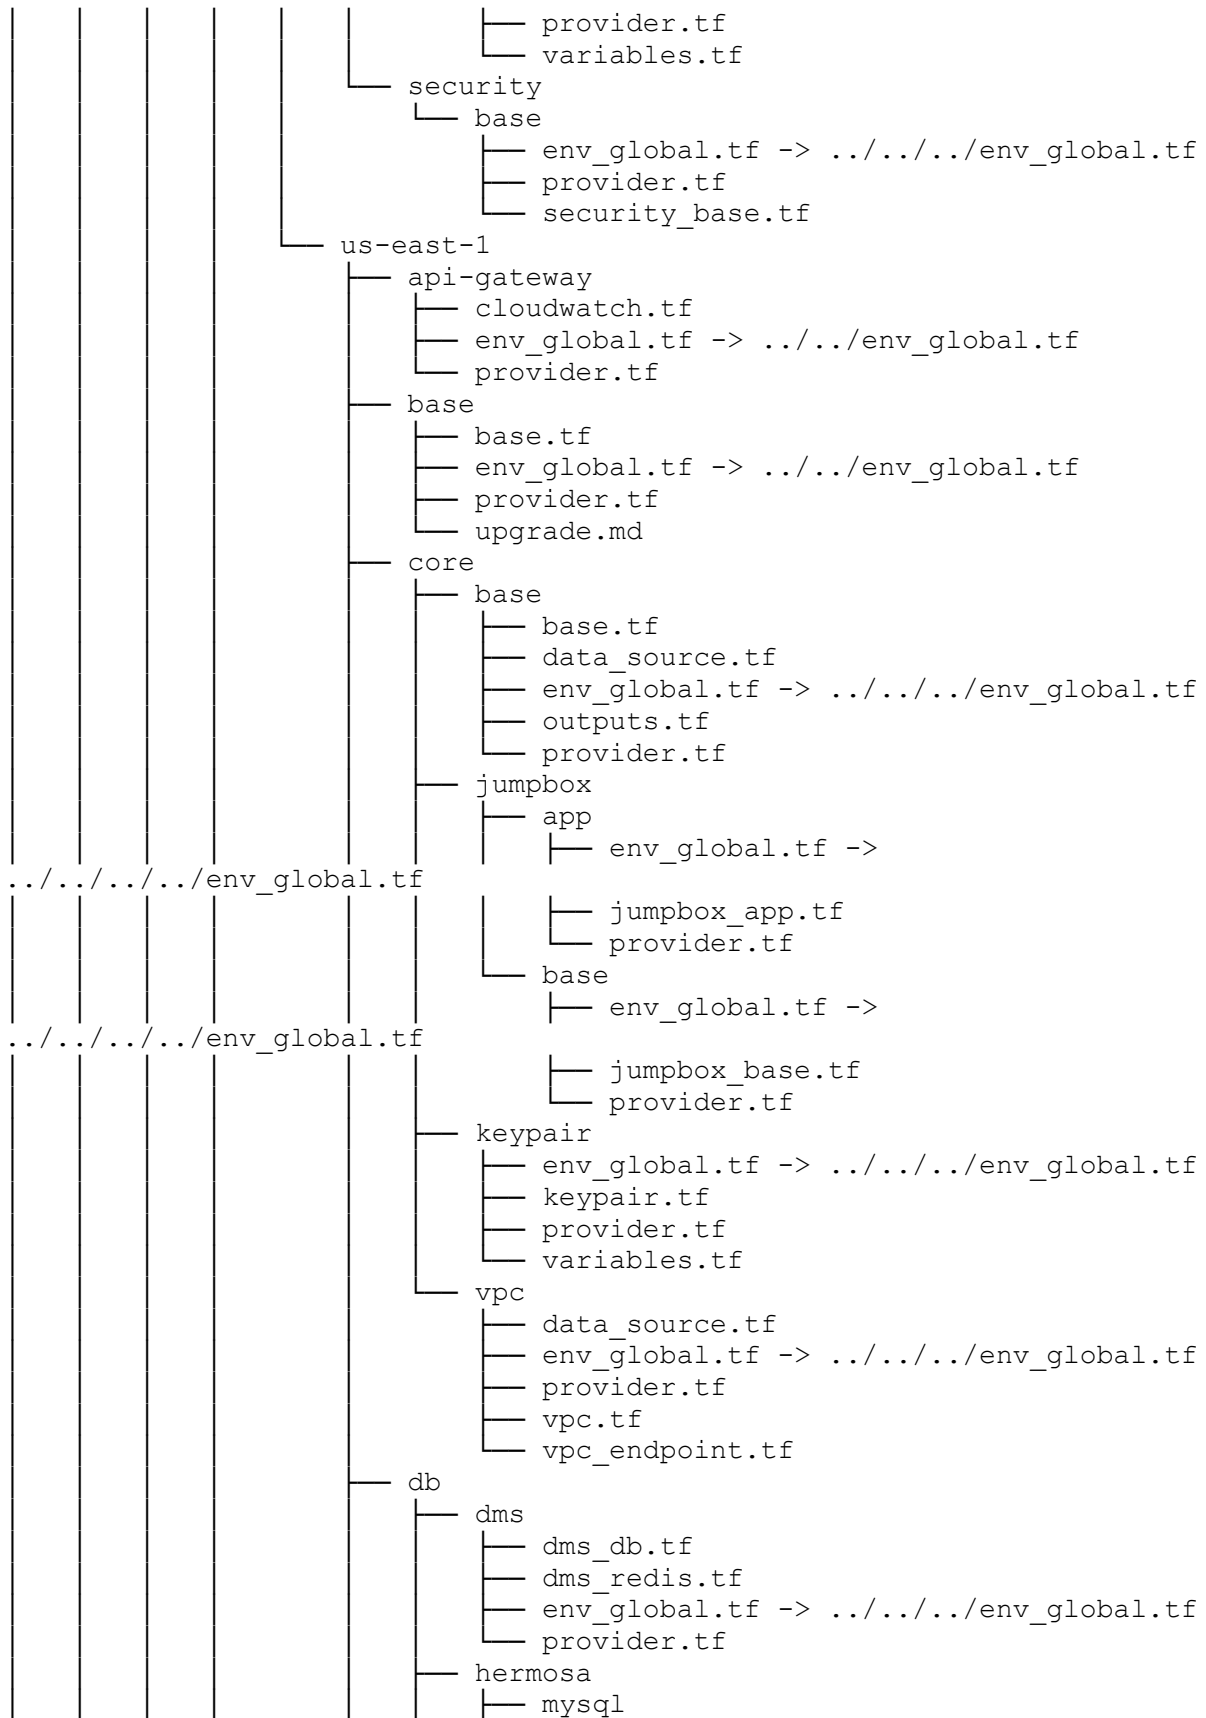 │   │   │   │   │   │       ├── provider.tf
│   │   │   │   │   │       └── variables.tf
│   │   │   │   │   └── security
│   │   │   │   │       └── base
│   │   │   │   │           ├── env_global.tf -> ../../../env_global.tf
│   │   │   │   │           ├── provider.tf
│   │   │   │   │           └── security_base.tf
│   │   │   │   └── us-east-1
│   │   │   │       ├── api-gateway
│   │   │   │       │   ├── cloudwatch.tf
│   │   │   │       │   ├── env_global.tf -> ../../env_global.tf
│   │   │   │       │   └── provider.tf
│   │   │   │       ├── base
│   │   │   │       │   ├── base.tf
│   │   │   │       │   ├── env_global.tf -> ../../env_global.tf
│   │   │   │       │   ├── provider.tf
│   │   │   │       │   └── upgrade.md
│   │   │   │       ├── core
│   │   │   │       │   ├── base
│   │   │   │       │   │   ├── base.tf
│   │   │   │       │   │   ├── data_source.tf
│   │   │   │       │   │   ├── env_global.tf -> ../../../env_global.tf
│   │   │   │       │   │   ├── outputs.tf
│   │   │   │       │   │   └── provider.tf
│   │   │   │       │   ├── jumpbox
│   │   │   │       │   │   ├── app
│   │   │   │       │   │   │   ├── env_global.tf ->
../../../../env_global.tf
│   │   │   │       │   │   │   ├── jumpbox_app.tf
│   │   │   │       │   │   │   └── provider.tf
│   │   │   │       │   │   └── base
│   │   │   │       │   │       ├── env_global.tf ->
../../../../env_global.tf
│   │   │   │       │   │       ├── jumpbox_base.tf
│   │   │   │       │   │       └── provider.tf
│   │   │   │       │   ├── keypair
│   │   │   │       │   │   ├── env_global.tf -> ../../../env_global.tf
│   │   │   │       │   │   ├── keypair.tf
│   │   │   │       │   │   ├── provider.tf
│   │   │   │       │   │   └── variables.tf
│   │   │   │       │   └── vpc
│   │   │   │       │       ├── data_source.tf
│   │   │   │       │       ├── env_global.tf -> ../../../env_global.tf
│   │   │   │       │       ├── provider.tf
│   │   │   │       │       ├── vpc.tf
│   │   │   │       │       └── vpc_endpoint.tf
│   │   │   │       ├── db
│   │   │   │       │   ├── dms
│   │   │   │       │   │   ├── dms_db.tf
│   │   │   │       │   │   ├── dms_redis.tf
│   │   │   │       │   │   ├── env_global.tf -> ../../../env_global.tf
│   │   │   │       │   │   └── provider.tf
│   │   │   │       │   ├── hermosa
│   │   │   │       │   │   ├── mysql